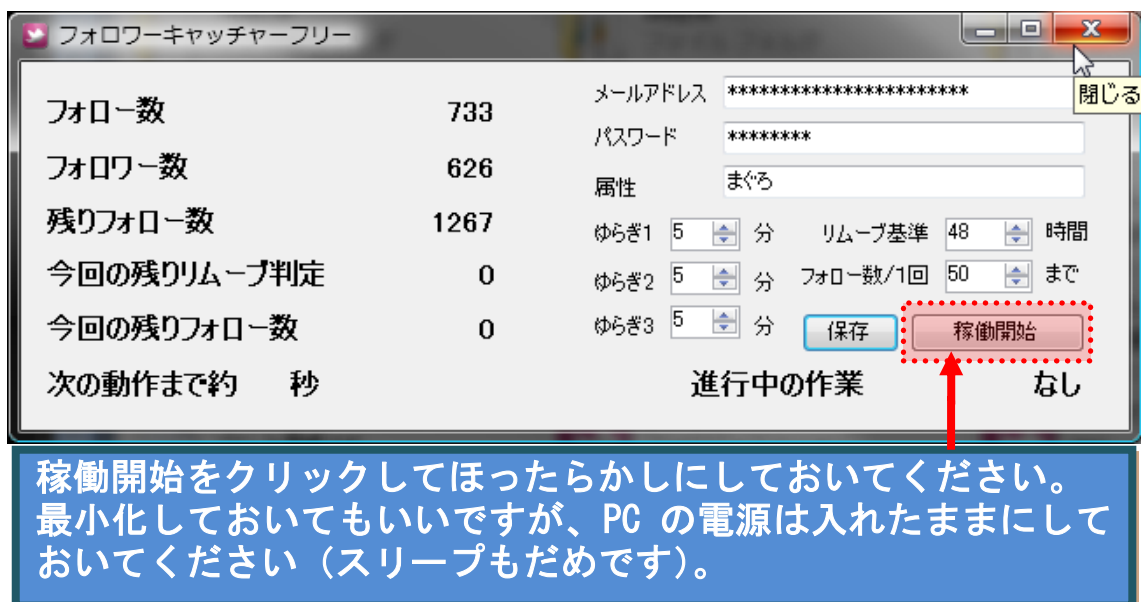 フォロワーキャッチャーフリー
閉じる
フォロー数 733
フォロワー数 626
残りフォロー数 1267
今回の残りリムーブ判定 0
今回の残りフォロー数 0
次の動作まで約 秒
メールアドレス ***********************
パスワード ********
属性 まぐろ
ゆらぎ1 5 分 リムーブ基準 48 時間
ゆらぎ2 5 分 フォロー数/1回 50 まで
ゆらぎ3 5 分 保存 稼働開始
進行中の作業 なし
稼働開始をクリックしてほったらかしにしておいてください。
最小化しておいてもいいですが、PC の電源は入れたままにして
おいてください（スリープもだめです）。